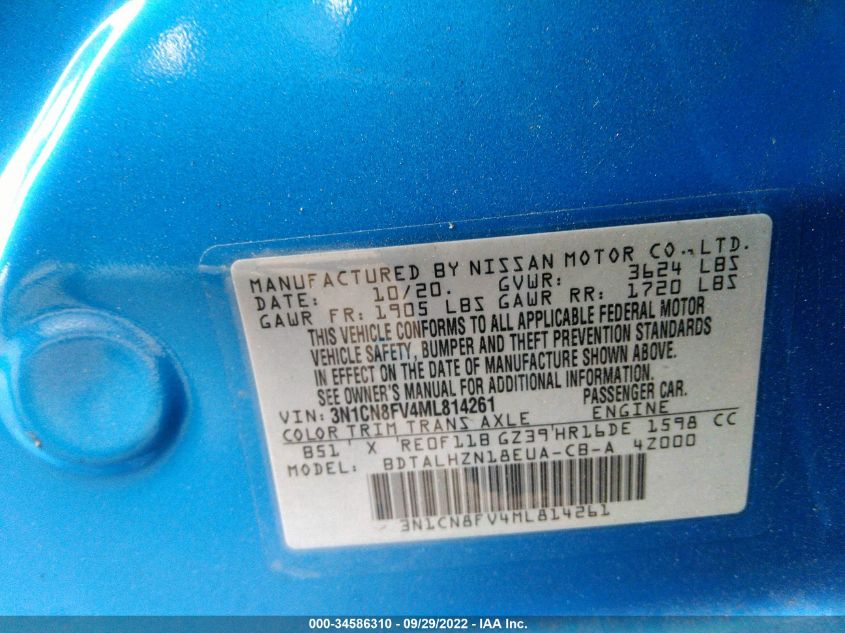 MANUFACTURED BY NISSAN MOTOR CO., LTD.
DATE: 10/20. GVWR: 3624 LBS
GAWR FR: 1905 LBS GAWR RR: 1720 LBS
THIS VEHICLE CONFORMS TO ALL APPLICABLE FEDERAL MOTOR
VEHICLE SAFETY, BUMPER AND THEFT PREVENTION STANDARDS
IN EFFECT ON THE DATE OF MANUFACTURE SHOWN ABOVE.
SEE OWNER'S MANUAL FOR ADDITIONAL INFORMATION.
VIN: 3N1CN8FV4ML814261 PASSENGER CAR.
COLOR TRIM TRANS AXLE ENGINE
B51 X RE0F11B GZ39 HR16DE 1598 CC
MODEL: BDTALHZN18EUA-CB-A 4Z000
3N1CN8FV4ML814261
000-34586310 - 09/29/2022 - IAA Inc.